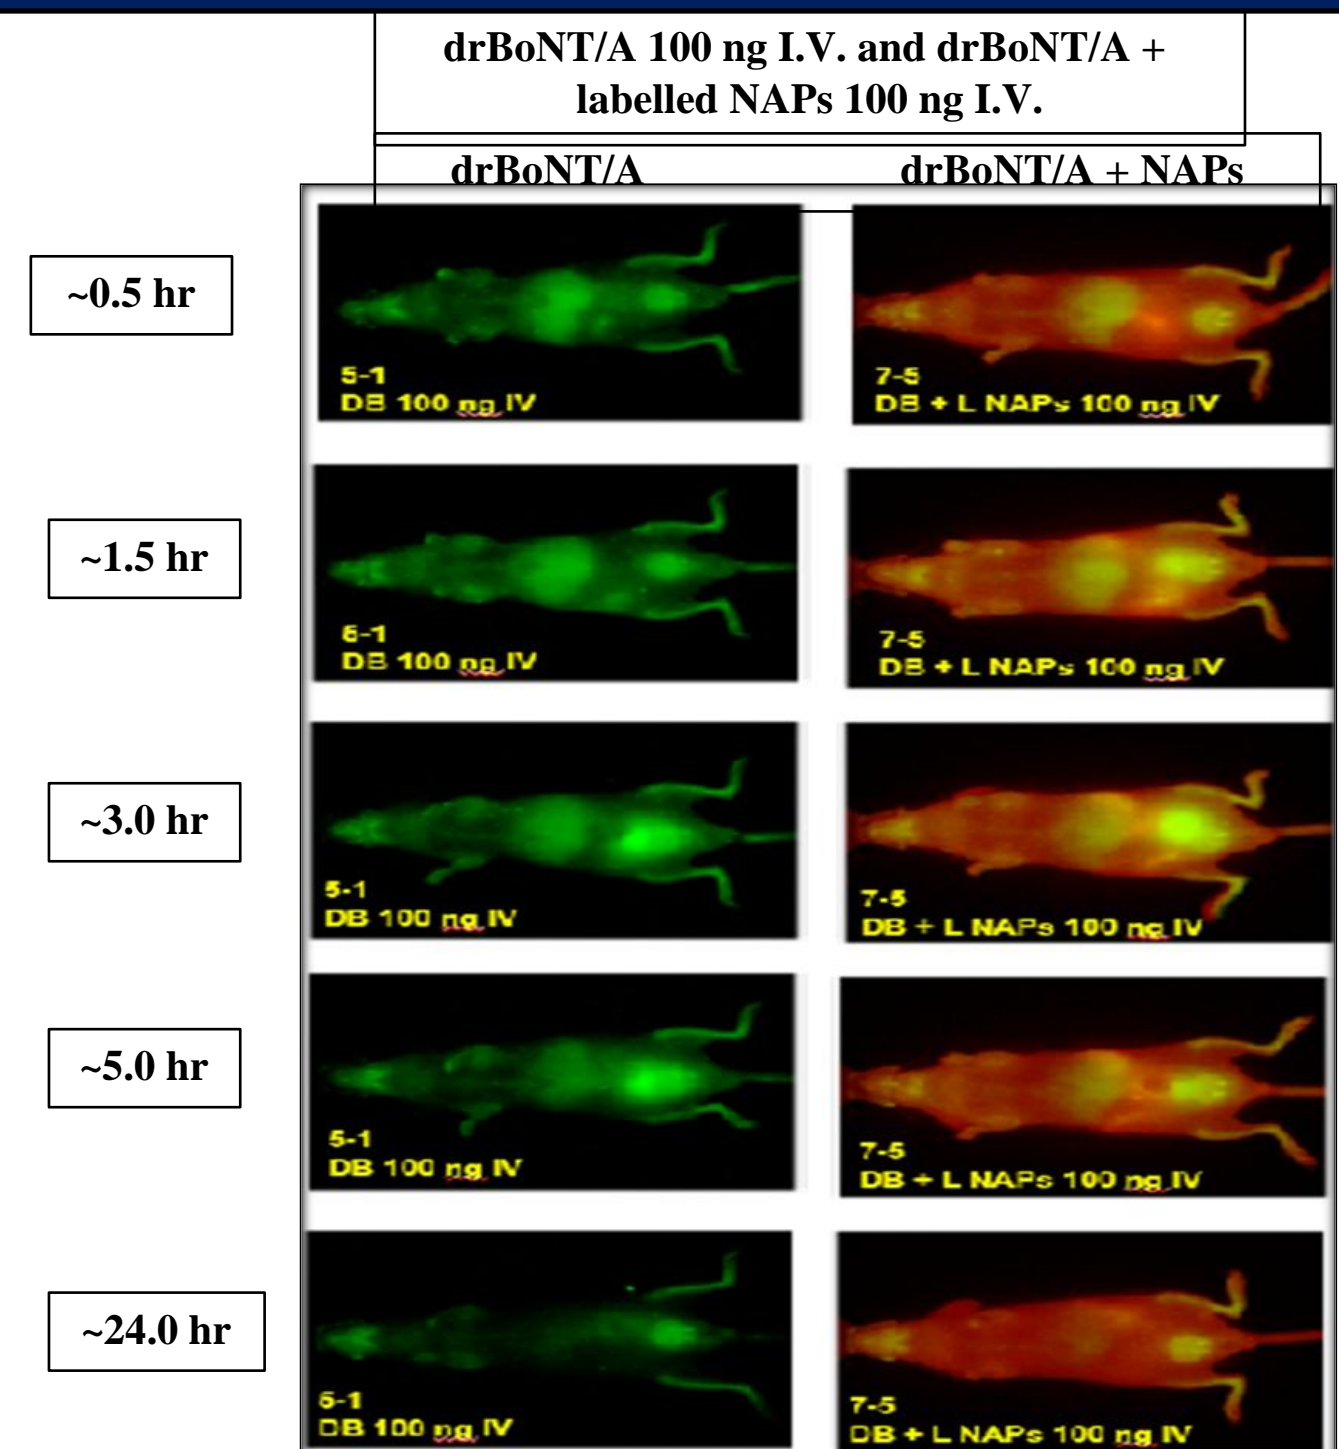 drBoNT/A 100 ng I.V. and drBoNT/A +
labelled NAPs 100 ng I.V.
drBoNT/A
drBoNT/A + NAPs
~0.5 hr
5-1
DB 100 ng IV
7-5
DB + L NAPs 100 ng IV
~1.5 hr
5-1
DB 100 ng IV
7-5
DB + L NAPs 100 ng IV
~3.0 hr
5-1
DB 100 ng IV
7-5
DB + L NAPs 100 ng IV
~5.0 hr
5-1
DB 100 ng IV
7-5
DB + L NAPs 100 ng IV
~24.0 hr
5-1
DB 100 ng IV
7-5
DB + L NAPs 100 ng IV